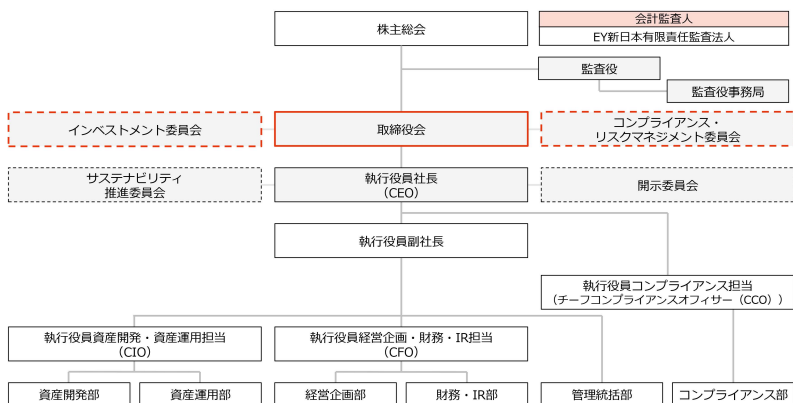 株主総会
会計監査人
EY新日本有限責任監査法人
監査役
監査役事務局
インベストメント委員会
取締役会
コンプライアンス・
リスクマネジメント委員会
サステナビリティ
推進委員会
執行役員社長
（CEO）
開示委員会
執行役員副社長
執行役員コンプライアンス担当
（チーフコンプライアンスオフィサー（CCO））
執行役員資産開発・資産運用担当
（CIO）
執行役員経営企画・財務・IR担当
（CFO）
資産開発部
資産運用部
経営企画部
財務・IR部
管理統括部
コンプライアンス部